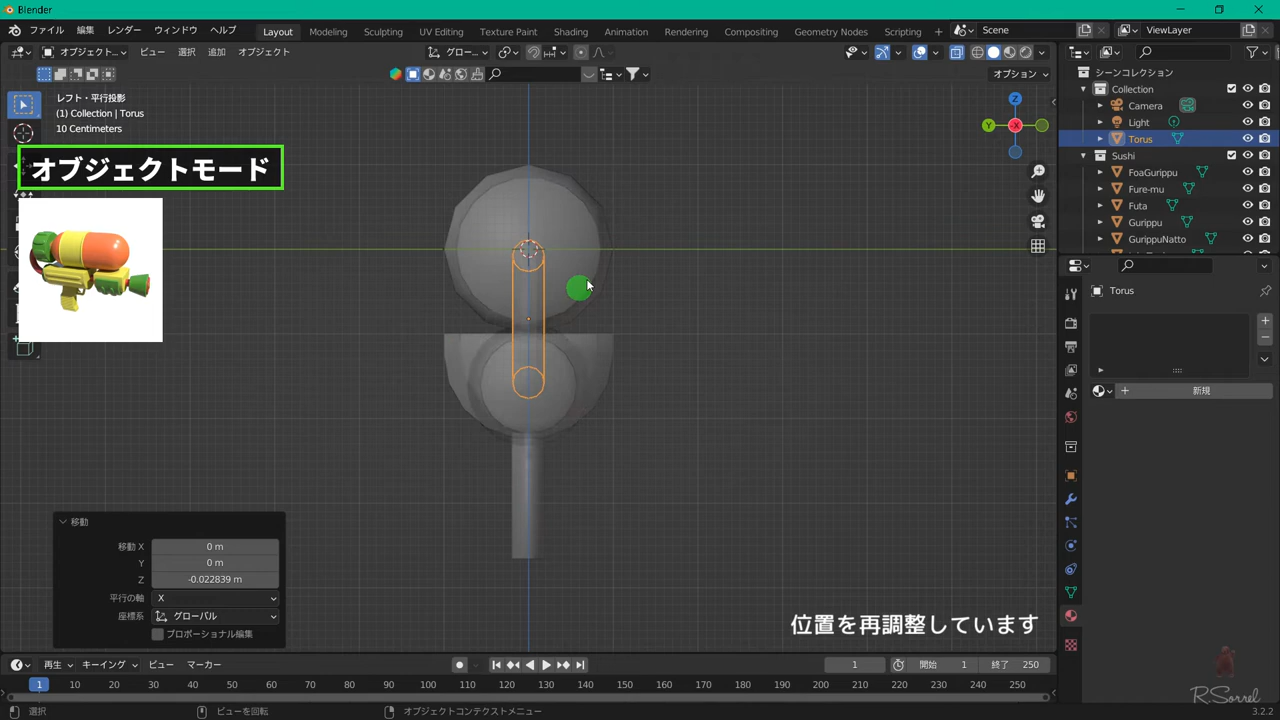 Blender
ファイル 編集 レンダー ウィンドウ ヘルプ Layout Modeling Sculpting UV Editing Texture Paint Shading Animation Rendering Compositing Geometry Nodes Scripting + Scene ViewLayer
オブジェクト… ビュー 選択 追加 オブジェクト グロー…
オプション
レフト・平行投影
(1) Collection | Torus
10 Centimeters
オブジェクトモード
Z
Y
-X
シーンコレクション
Collection
Camera
Light
Torus
Sushi
FoaGurippu
Fure-mu
Futa
Gurippu
GurippuNatto
Torus
新規
移動
移動 X 0 m
Y 0 m
Z -0.022839 m
平行の軸 X
座標系 グローバル
プロポーショナル編集
位置を再調整しています
再生 キーイング ビュー マーカー 1 開始 1 終了 250
1 10 20 30 40 50 60 70 80 90 100 110 120 130 140 150 160 170 180 190 200 210 220 230 240 250
選択 ビューを回転 オブジェクトコンテクストメニュー 3.2.2
RSorrel